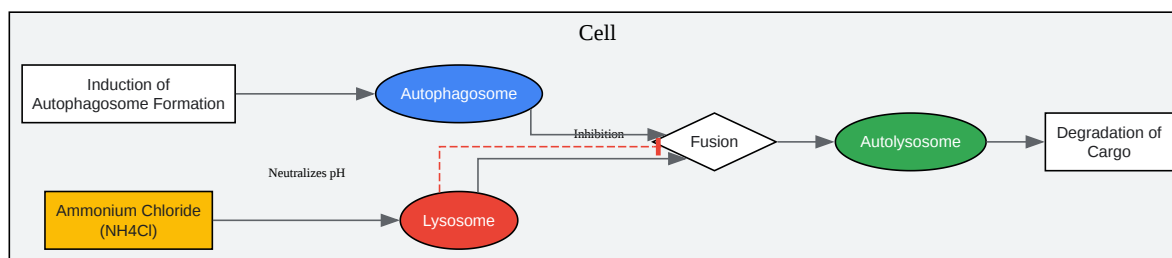 Cell
Induction of
Autophagosome Formation
Autophagosome
Inhibition
Fusion
Autolysosome
Degradation of
Cargo
Neutralizes pH
Ammonium Chloride
(NH4Cl)
Lysosome